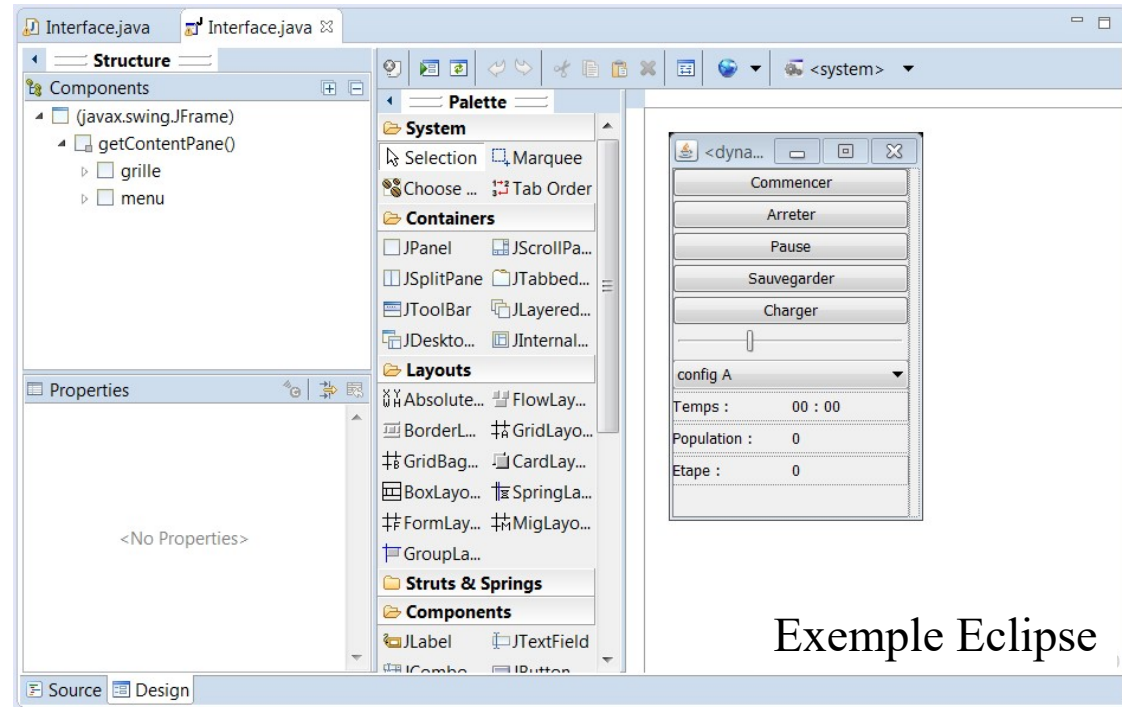 Interface.java
Interface.java
Structure
Components
(javax.swing.JFrame)
getContentPane()
grille
menu
Properties
<No Properties>
<system>
Palette
System
Selection Marquee
Choose ... Tab Order
Containers
JPanel JScrollPa...
JSplitPane JTabbed...
JToolBar JLayered...
JDeskto... JInternal...
Layouts
Absolute... FlowLay...
BorderL... GridLayo...
GridBag... CardLay...
BoxLayo... SpringLa...
FormLay... MigLayo...
GroupLa...
Struts & Springs
Components
JLabel JTextField
JCombo JButton
<dyna...
Commencer
Arreter
Pause
Sauvegarder
Charger
config A
Temps : 00 : 00
Population : 0
Etape : 0
Exemple Eclipse
Source Design